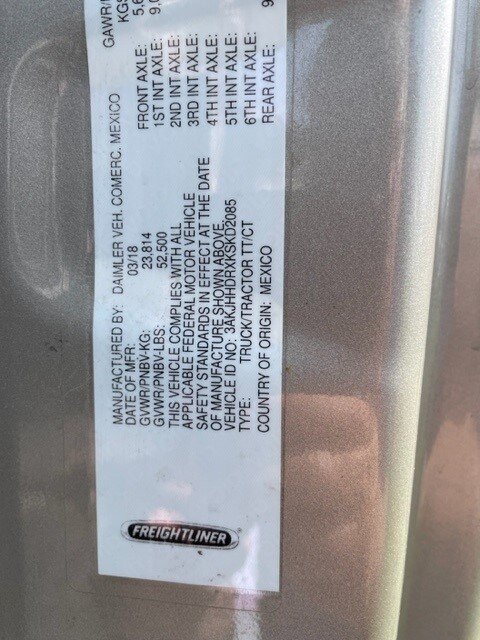 FREIGHTLINER
MANUFACTURED BY: DAIMLER VEH. COMERC. MEXICO
DATE OF MFR: 03/18
GVWR/PNBV-KG: 23,814
GVWR/PNBV-LBS: 52,500
THIS VEHICLE COMPLIES WITH ALL
APPLICABLE FEDERAL MOTOR VEHICLE
SAFETY STANDARDS IN EFFECT AT THE DATE
OF MANUFACTURE SHOWN ABOVE.
VEHICLE ID NO: 3AKJHHDRXKSKD2085
TYPE: TRUCK/TRACTOR TT/CT
COUNTRY OF ORIGIN: MEXICO
KGS
FRONT AXLE:
1ST INT AXLE:
2ND INT AXLE:
3RD INT AXLE:
4TH INT AXLE:
5TH INT AXLE:
6TH INT AXLE:
REAR AXLE: